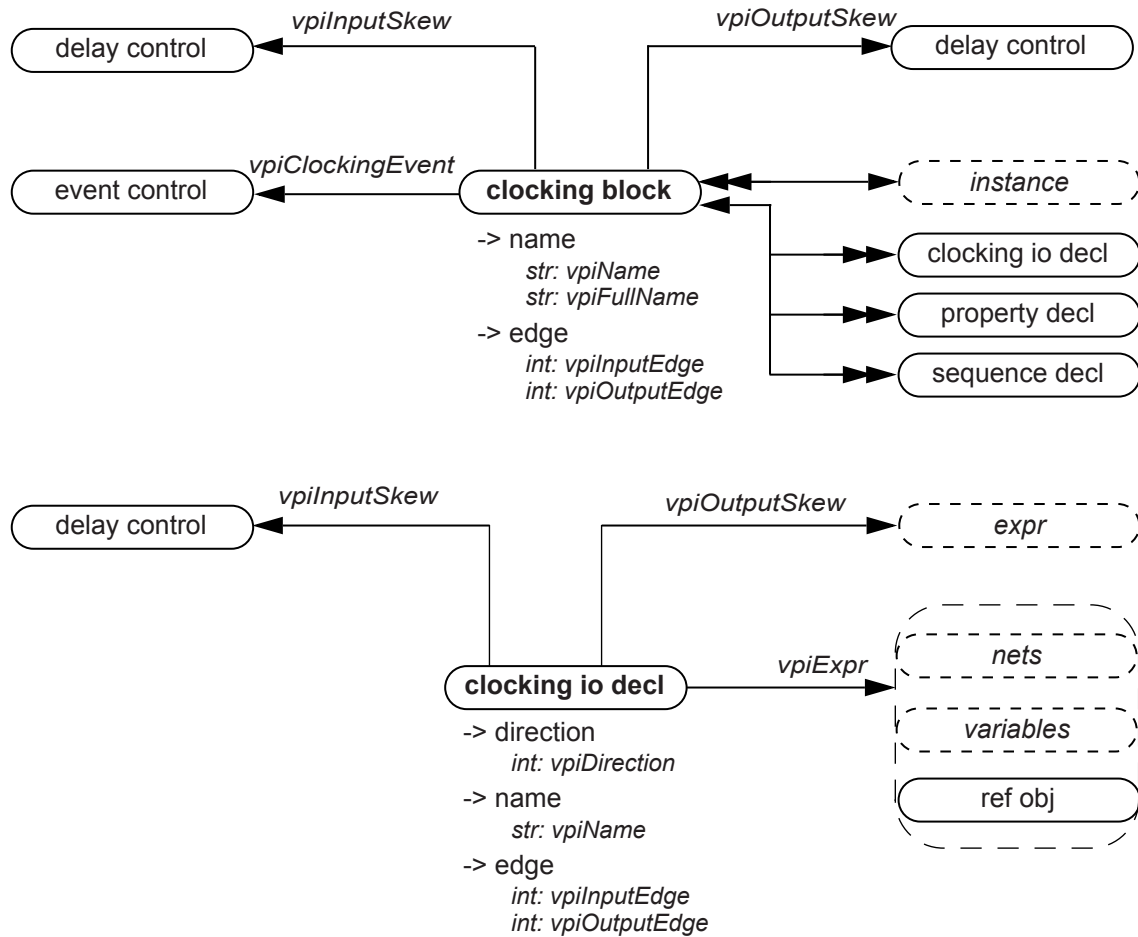 vpiInputSkew
vpiOutputSkew
delay control
delay control
vpiClockingEvent
event control
clocking block
instance
-> name
clocking io decl
str: vpiName
str: vpiFullName
property decl
-> edge
int: vpiInputEdge
sequence decl
int: vpiOutputEdge
vpiInputSkew
vpiOutputSkew
delay control
expr
nets
vpiExpr
clocking io decl
-> direction
variables
int: vpiDirection
-> name
ref obj
str: vpiName
-> edge
int: vpiInputEdge
int: vpiOutputEdge